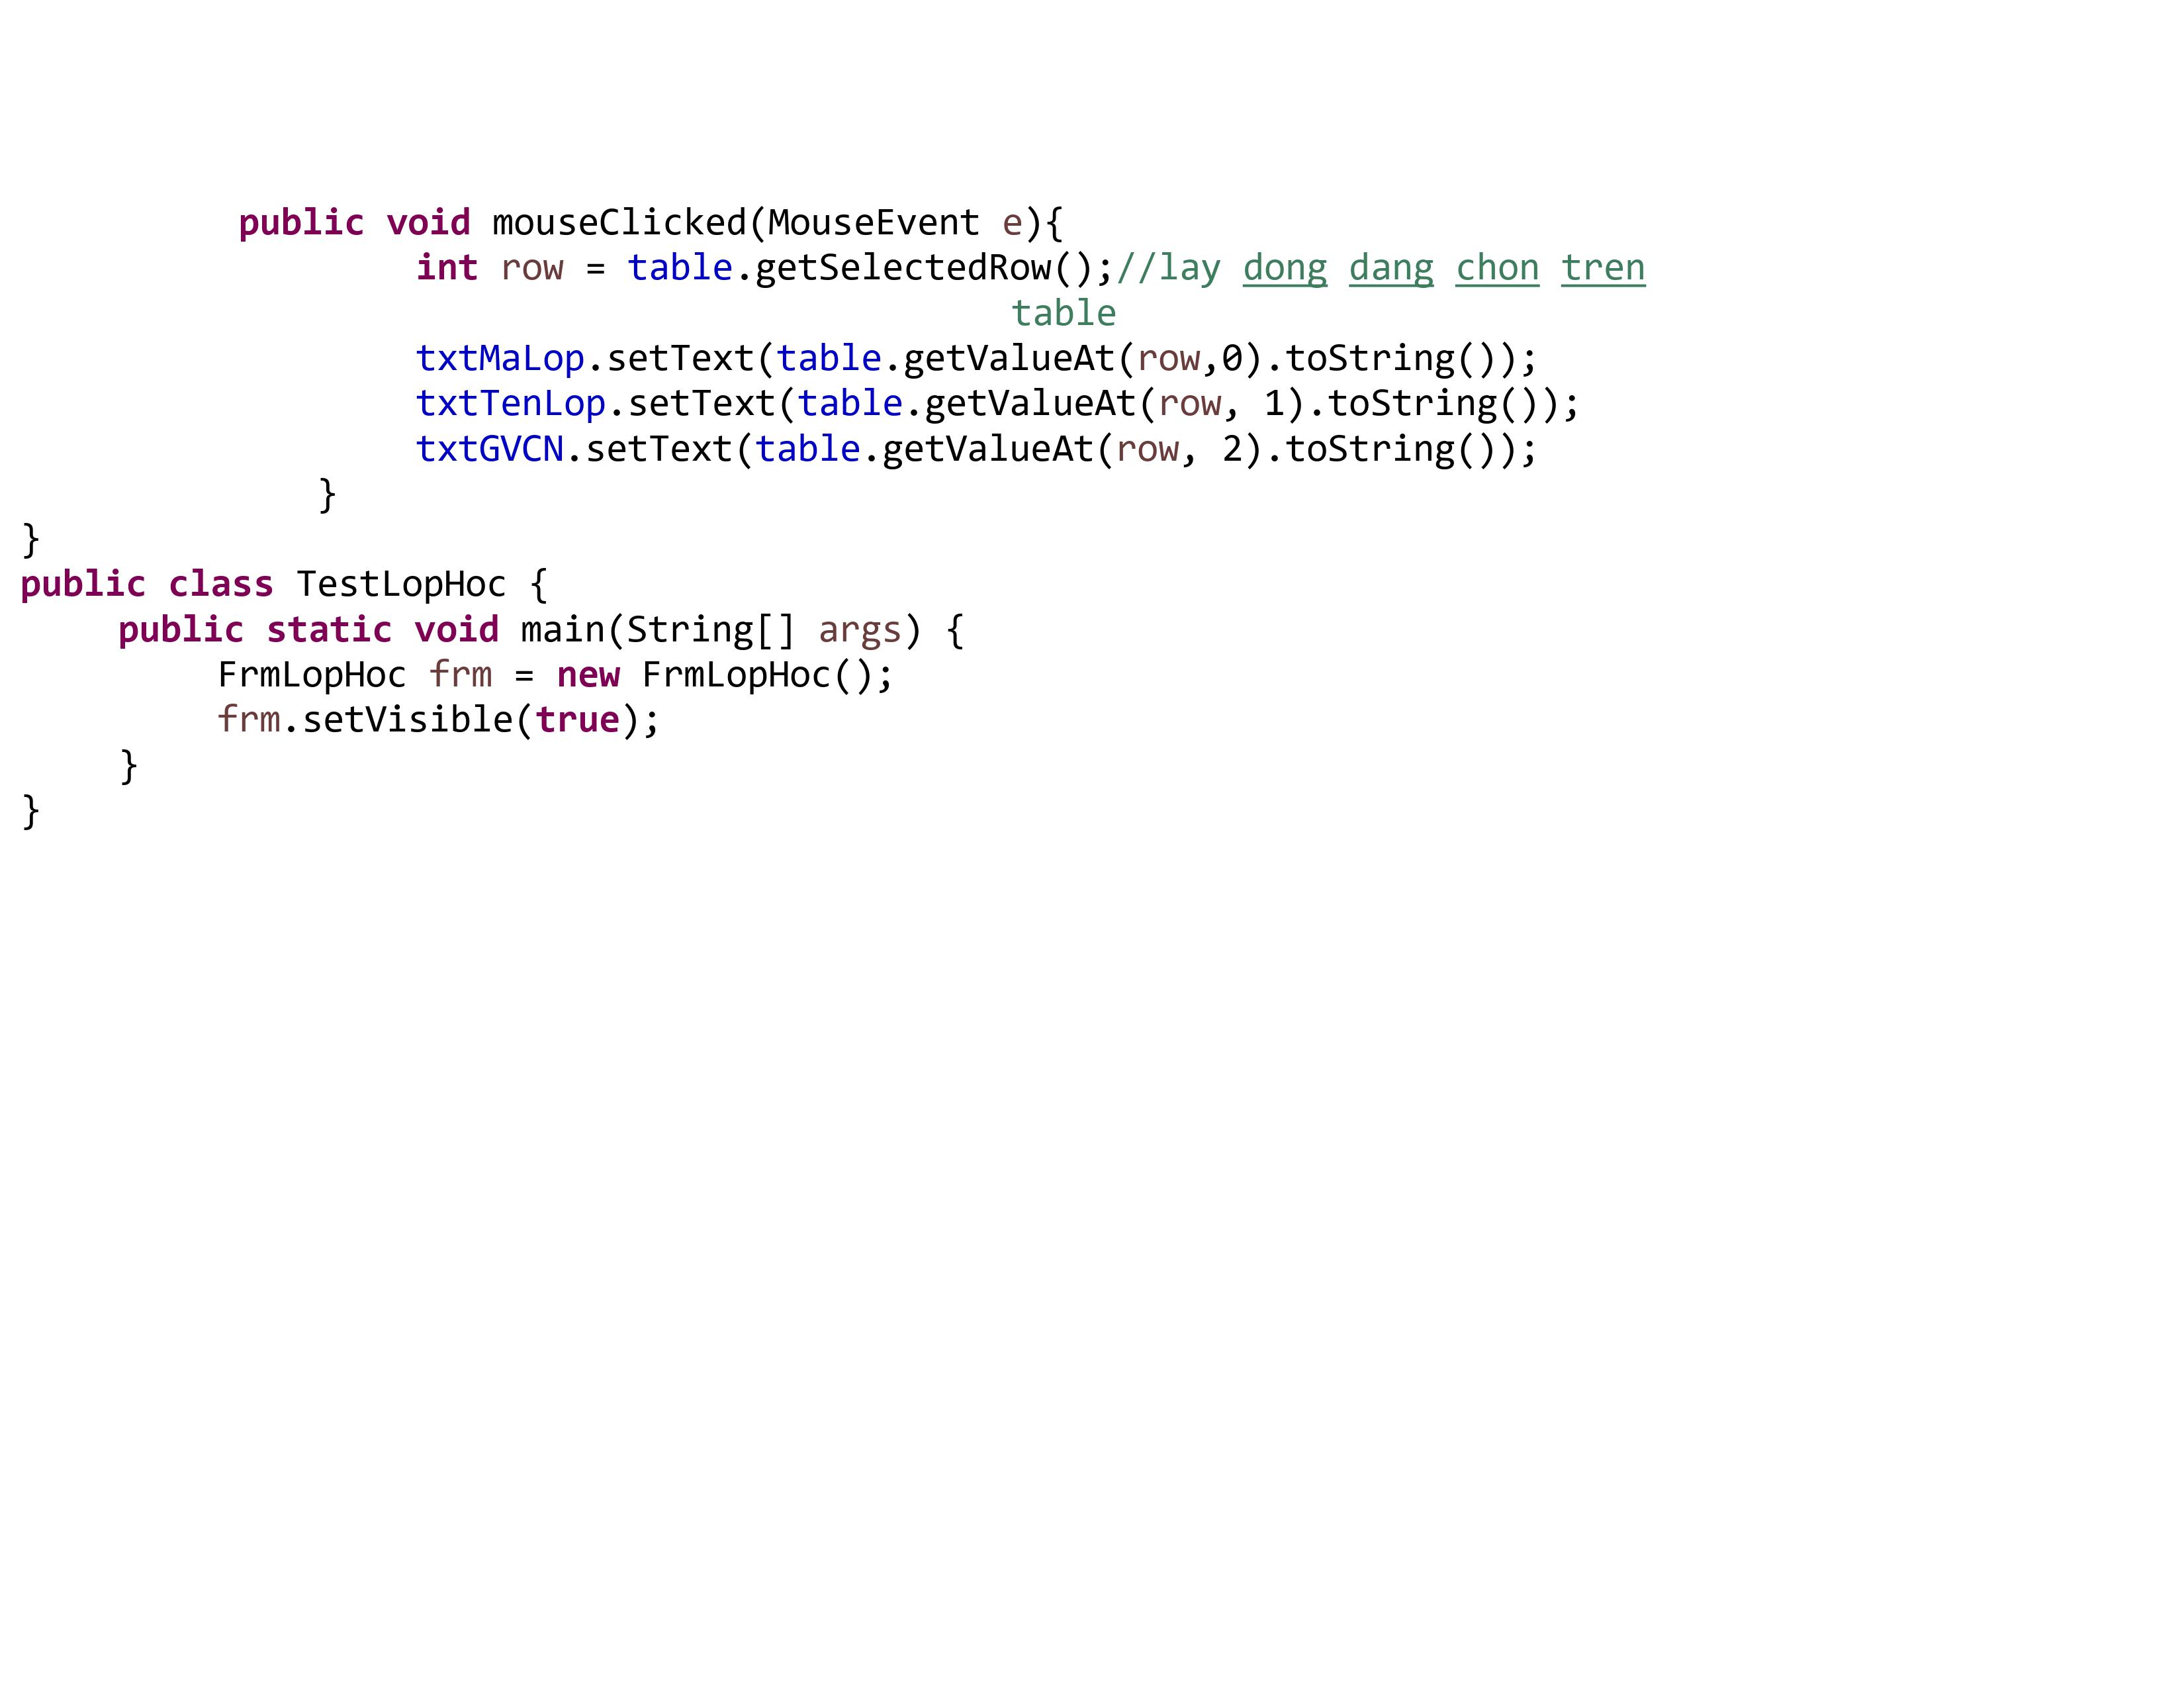 public void mouseClicked(MouseEvent e){
int row = table.getSelectedRow();//lay dong dang chon tren
table
txtMaLop.setText(table.getValueAt(row,0).toString());
txtTenLop.setText(table.getValueAt(row, 1).toString());
txtGVCN.setText(table.getValueAt(row, 2).toString());
}
}
public class TestLopHoc {
public static void main(String[] args) {
FrmLopHoc frm = new FrmLopHoc();
frm.setVisible(true);
}
}